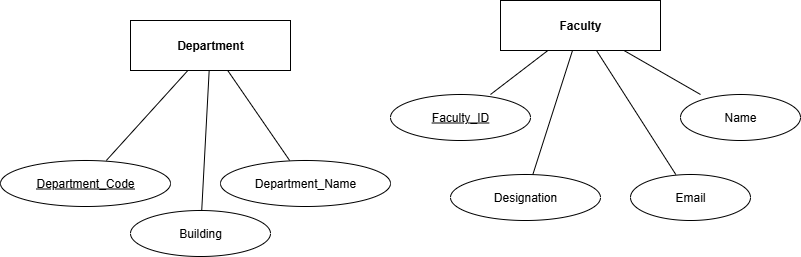 Department
Faculty
Faculty_ID
Name
Department_Code
Department_Name
Designation
Email
Building